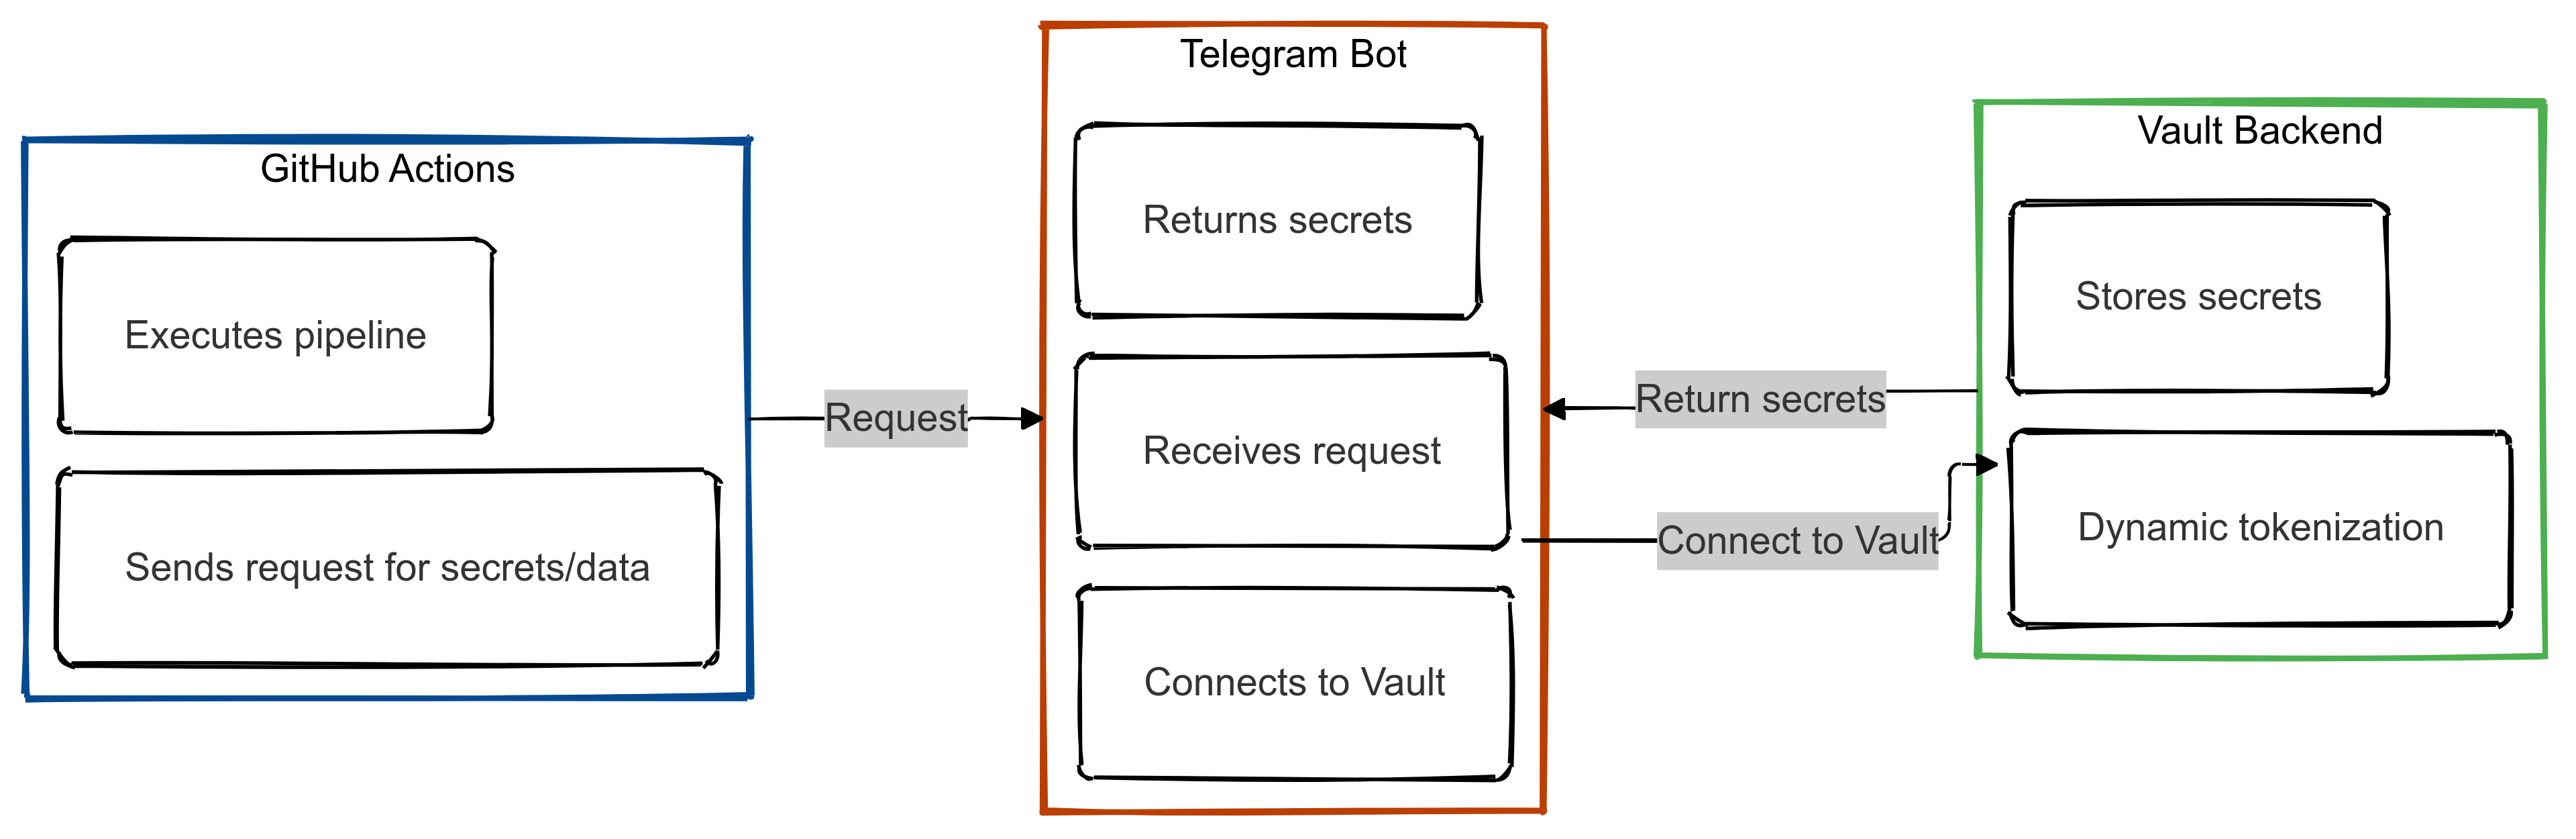 GitHub Actions
Executes pipeline
Sends request for secrets/data
Request
Telegram Bot
Returns secrets
Receives request
Connects to Vault
Return secrets
Connect to Vault
Vault Backend
Stores secrets
Dynamic tokenization